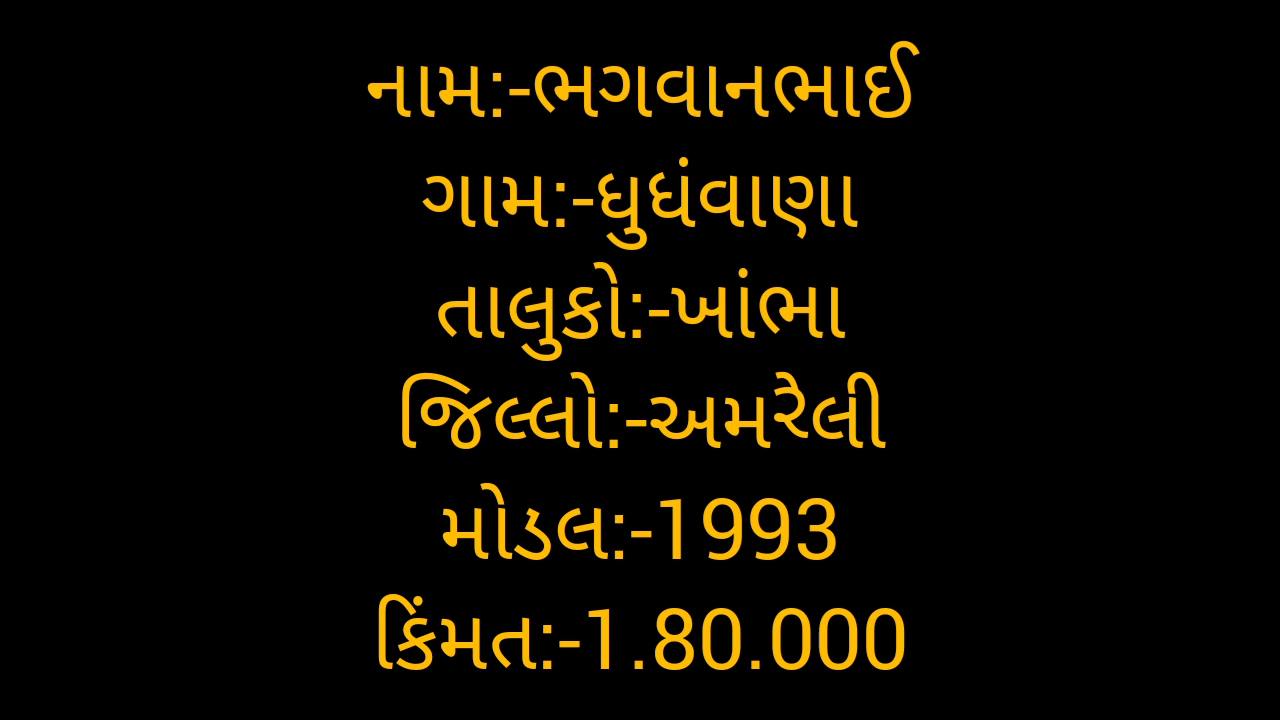 નામ:-ભગવાનભાઈ
ગામ:-ધુધંવાણા
તાલુકો:-ખાંભા
જિલ્લો:-અમરેલી
મોડલ:-1993
કિંમત:-1.80.000